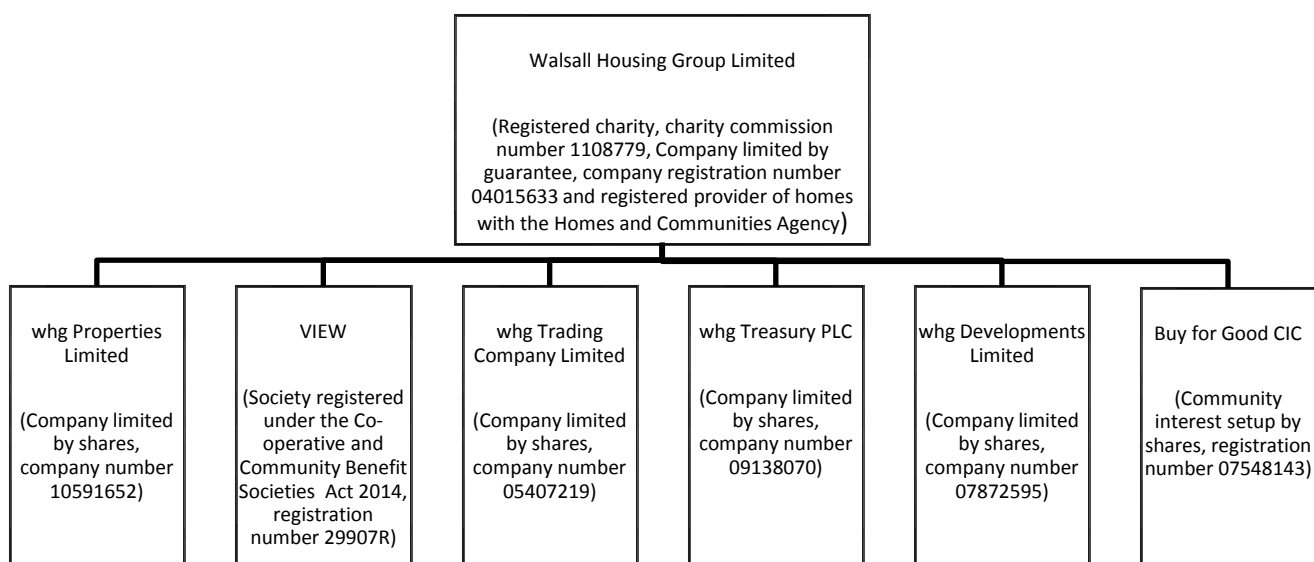 Walsall Housing Group Limited
(Registered charity, charity commission
number 1108779, Company limited by
guarantee, company registration number
04015633 and registered provider of homes
with the Homes and Communities Agency)
whg Properties
Limited
(Company limited
by shares,
company number
10591652)
VIEW
(Society registered
under the Co-
operative and
Community Benefit
Societies Act 2014,
registration
number 29907R)
whg Trading
Company Limited
(Company limited
by shares,
company number
05407219)
whg Treasury PLC
(Company limited
by shares,
company number
09138070)
whg Developments
Limited
(Company limited
by shares,
company number
07872595)
Buy for Good CIC
(Community
interest setup by
shares, registration
number 07548143)